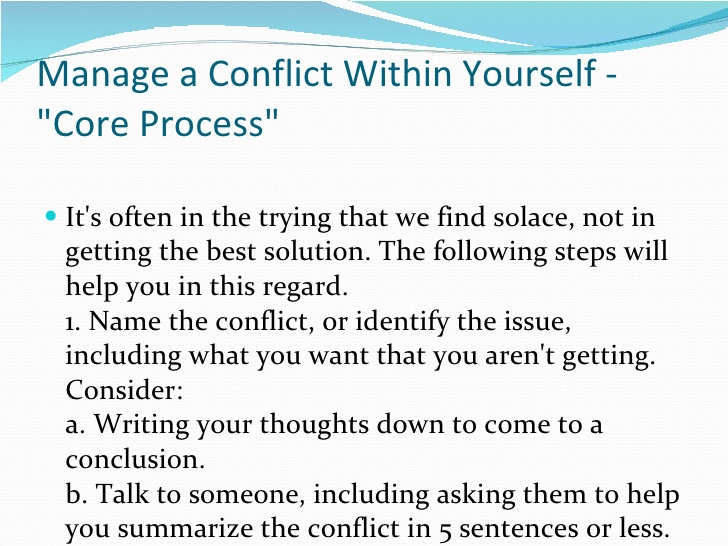 Manage a Conflict Within Yourself -
"Core Process"
• It's often in the trying that we find solace, not in
getting the best solution. The following steps will
help you in this regard.
1. Name the conflict, or identify the issue,
including what you want that you aren't getting.
Consider:
a. Writing your thoughts down to come to a
conclusion.
b. Talk to someone, including asking them to help
you summarize the conflict in 5 sentences or less.